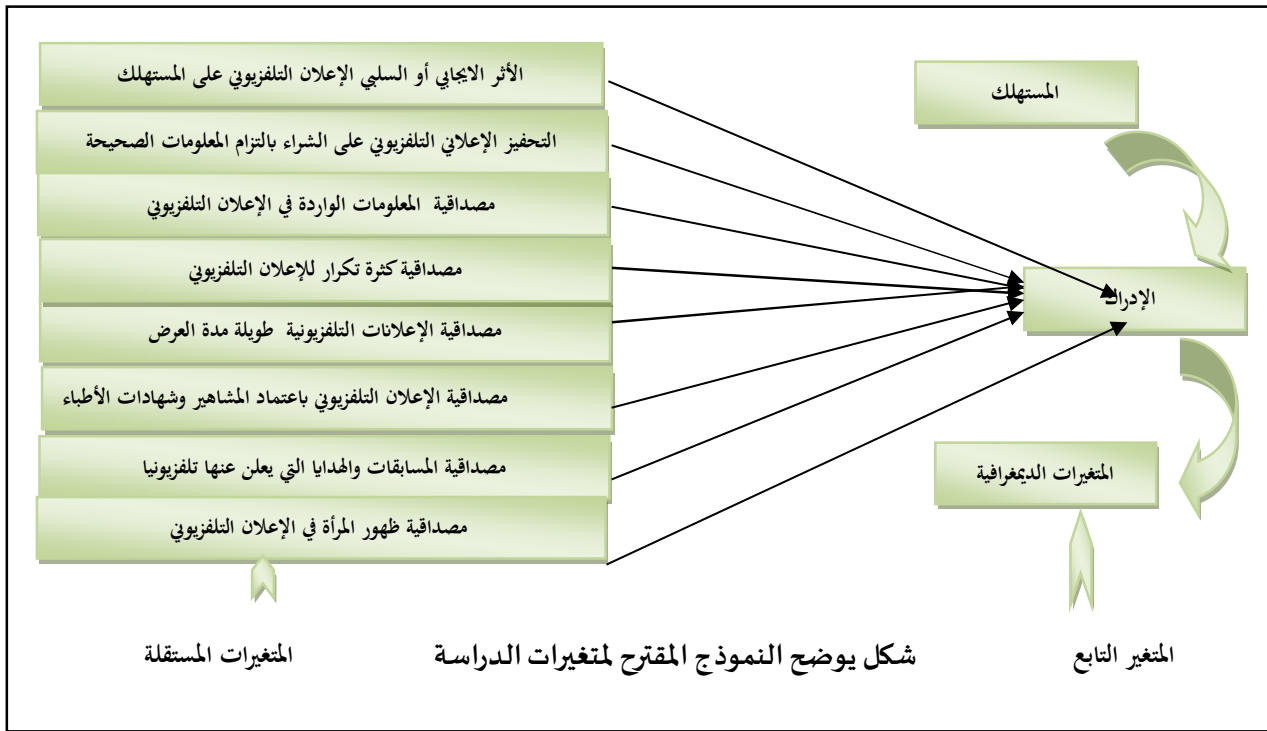 الأثر الايجابي أو السلبي الإعلان التلفزيوني على المستهلك
التحفيز الإعلاني التلفزيوني على الشراء بالتزام المعلومات الصحيحة
مصداقية المعلومات الواردة في الإعلان التلفزيوني
مصداقية كثرة تكرار للإعلان التلفزيوني
مصداقية الإعلانات التلفزيونية طويلة مدة العرض
مصداقية الإعلان التلفزيوني باعتماد المشاهير وشهادات الأطباء
مصداقية المسابقات والهدايا التي يعلن عنها تلفزيونيا
مصداقية ظهور المرأة في الإعلان التلفزيوني
المستهلك
الإدراك
المتغيرات الديمغرافية
المتغير التابع
المتغيرات المستقلة
شكل يوضح النموذج المقترح لمتغيرات الدراسة